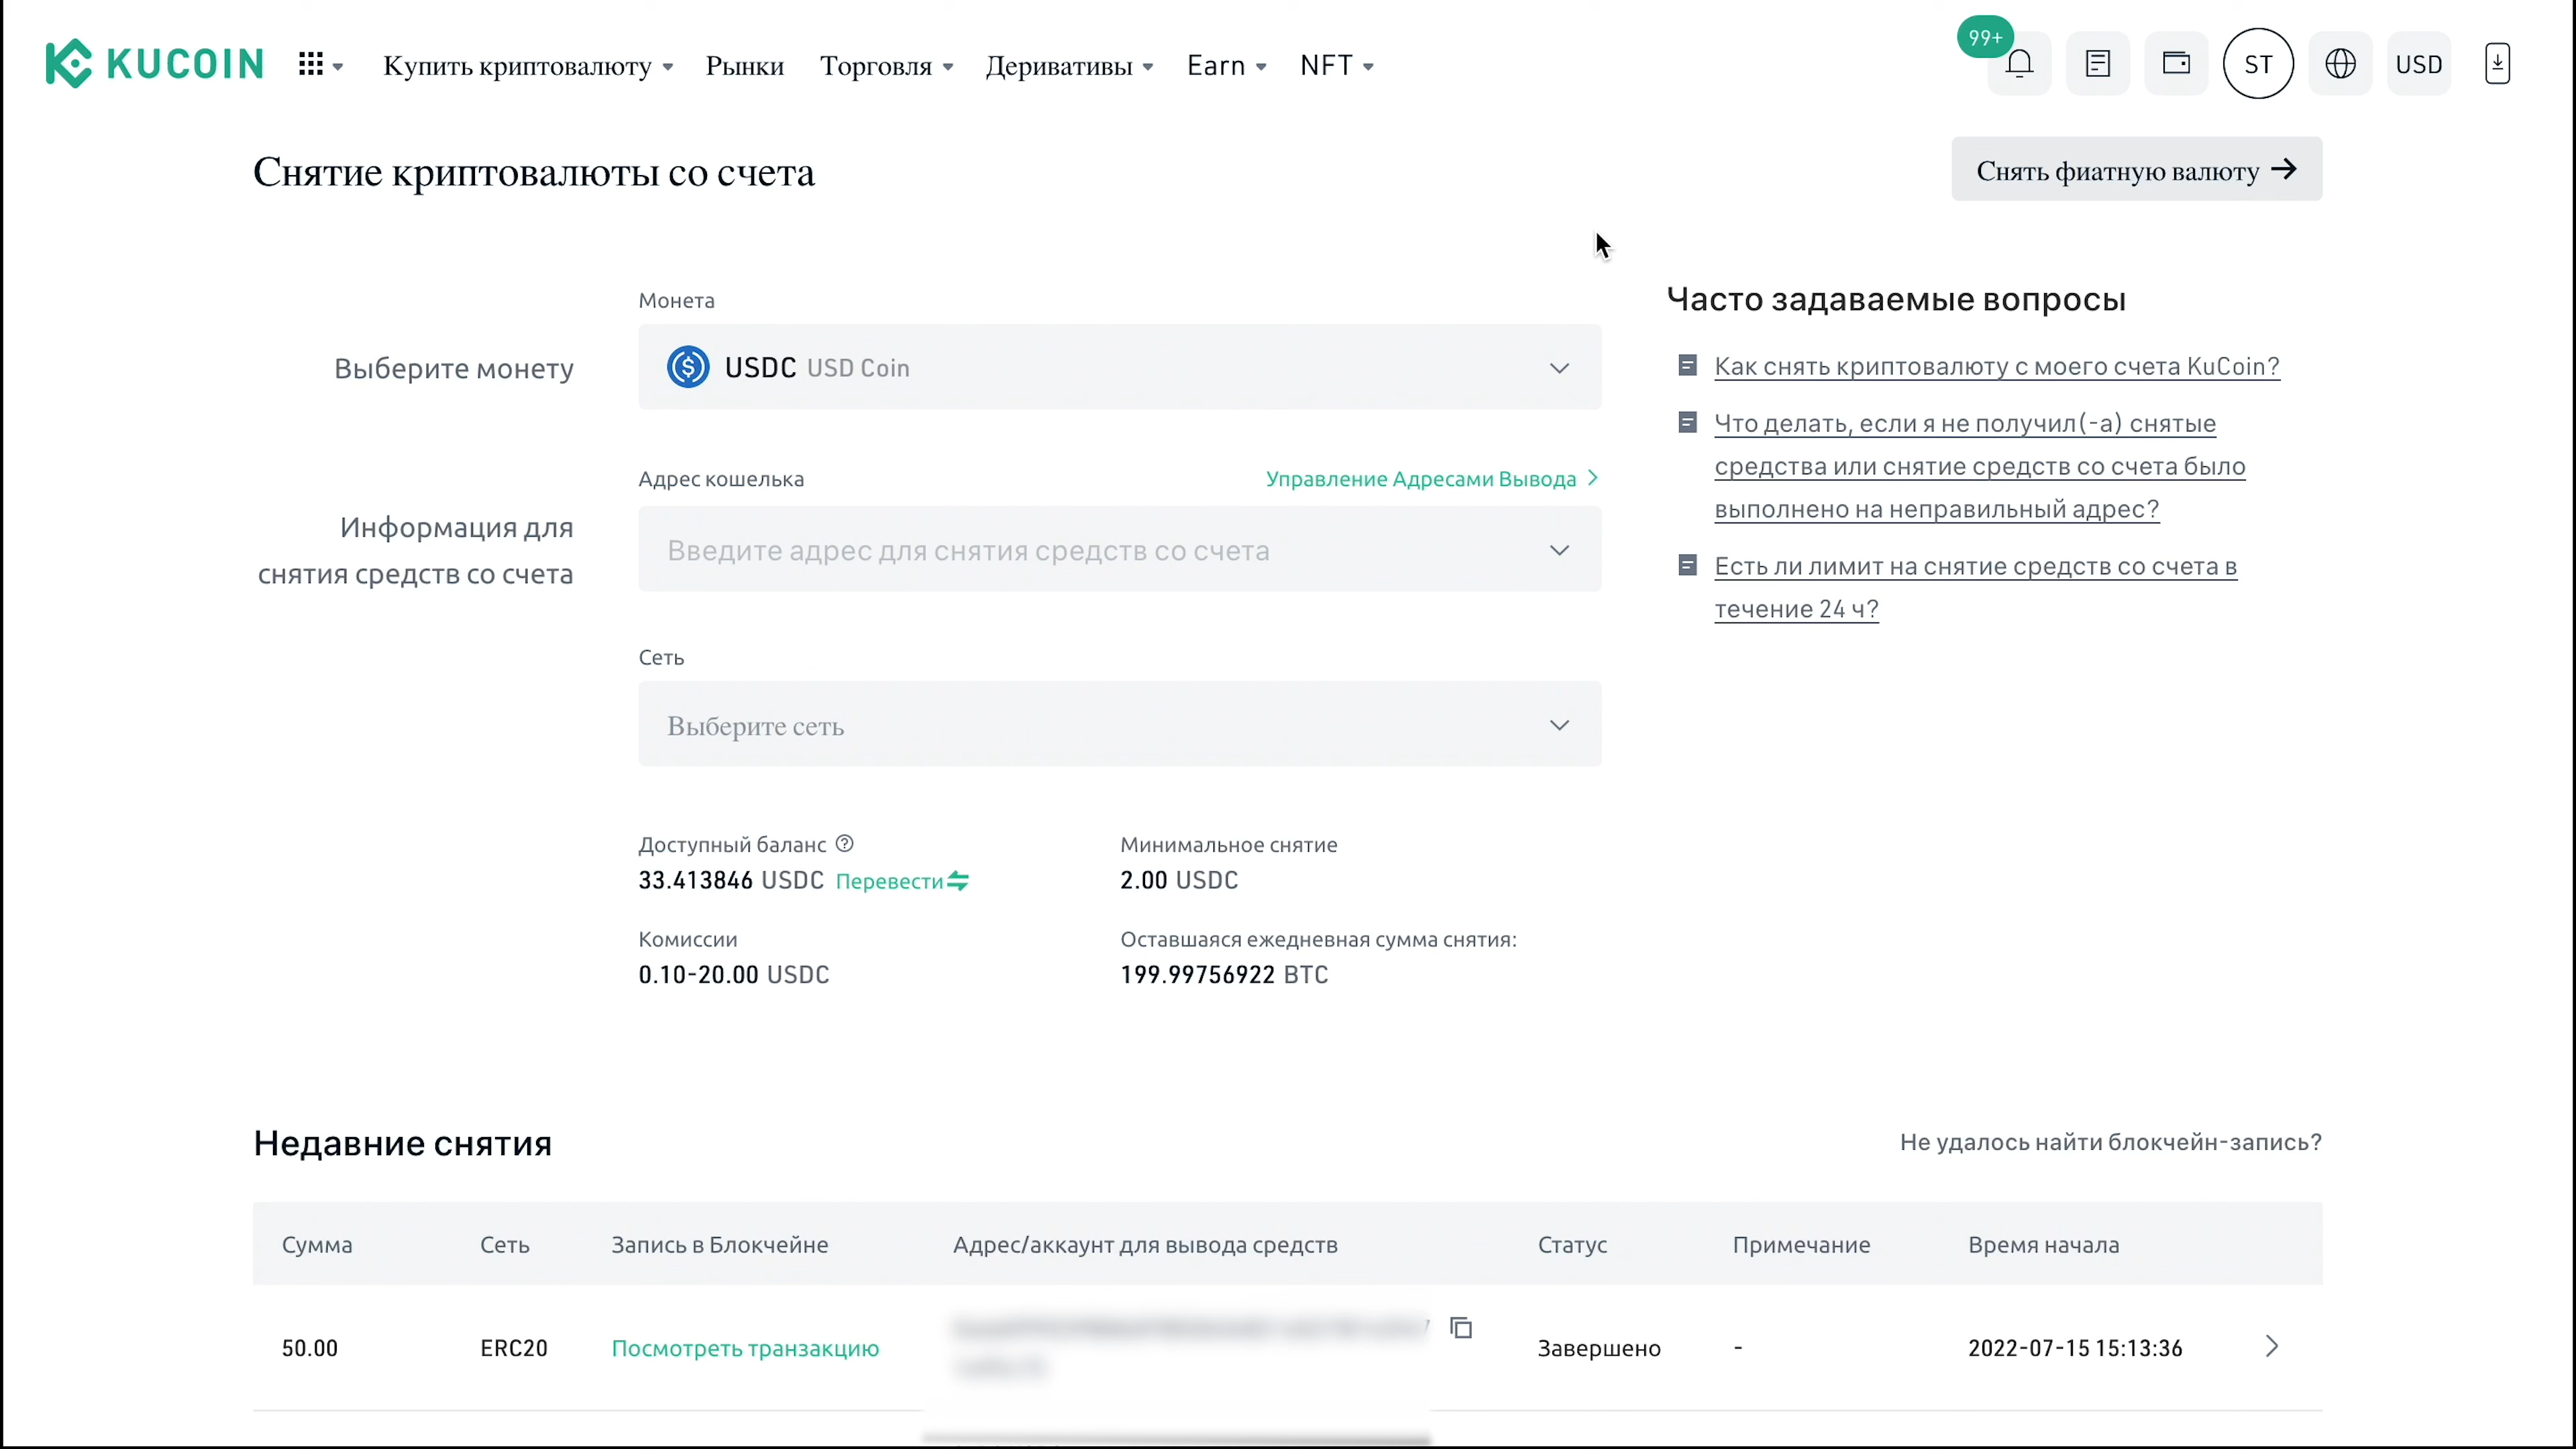 KUCOIN
Купить криптовалюту
Рынки
Торговля
Деривативы
Earn
NFT
99+
ST
USD
Снятие криптовалюты со счета
Снять фиатную валюту
Выберите монету
Монета
USDC USD Coin
Информация для
снятия средств со счета
Адрес кошелька
Управление Адресами Вывода
Введите адрес для снятия средств со счета
Сеть
Выберите сеть
Доступный баланс
33.413846 USDC Перевести
Минимальное снятие
2.00 USDC
Комиссии
0.10-20.00 USDC
Оставшаяся ежедневная сумма снятия:
199.99756922 BTC
Часто задаваемые вопросы
Как снять криптовалюту с моего счета KuCoin?
Что делать, если я не получил(-а) снятые
средства или снятие средств со счета было
выполнено на неправильный адрес?
Есть ли лимит на снятие средств со счета в
течение 24 ч?
Недавние снятия
Не удалось найти блокчейн-запись?
Сумма
Сеть
Запись в Блокчейне
Адрес/аккаунт для вывода средств
Статус
Примечание
Время начала
50.00
ERC20
Посмотреть транзакцию
Завершено
-
2022-07-15 15:13:36